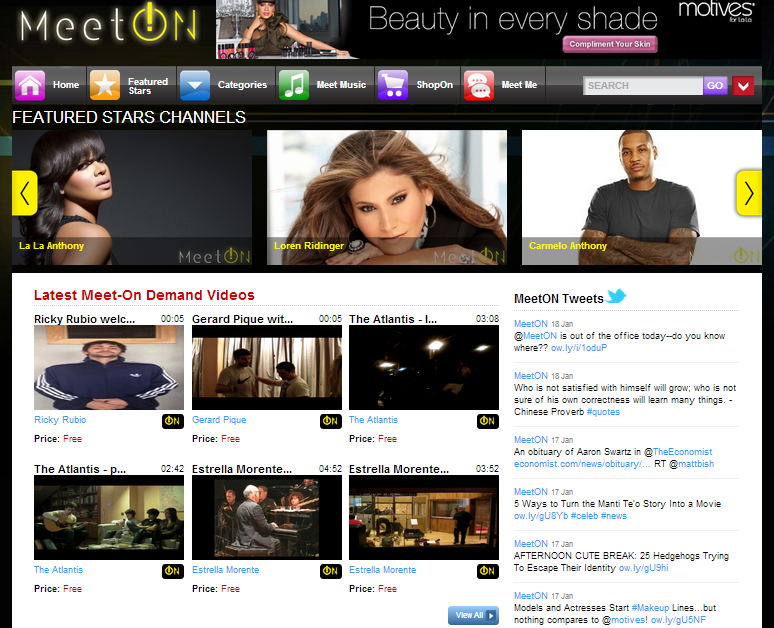 MeetON
Beauty in every shade
motives®
for La La
Compliment Your Skin
Home
Featured
Stars
Categories
Meet Music
ShopOn
Meet Me
SEARCH
GO
FEATURED STARS CHANNELS
La La Anthony
MeetON
Loren Ridinger
MeetON
Carmelo Anthony
ON
Latest Meet-On Demand Videos
Ricky Rubio welc... 00:05
Gerard Pique wit... 00:05
The Atlantis - I... 03:08
Ricky Rubio ON
Gerard Pique ON
The Atlantis ON
Price: Free
Price: Free
Price: Free
The Atlantis - p... 02:42
Estrella Morente... 04:52
Estrella Morente... 03:52
The Atlantis ON
Estrella Morente ON
Estrella Morente ON
Price: Free
Price: Free
Price: Free
View All
MeetON Tweets
MeetON 18 Jan
@MeetON is out of the office today--do you know
where?? ow.ly/i/1oduP
MeetON 18 Jan
Who is not satisfied with himself will grow; who is not
sure of his own correctness will learn many things. -
Chinese Proverb #quotes
MeetON 17 Jan
An obituary of Aaron Swartz in @TheEconomist
economist.com/news/obituary/... RT @mattbish
MeetON 17 Jan
5 Ways to Turn the Manti Te'o Story Into a Movie
ow.ly/gU8Yb #celeb #news
MeetON 17 Jan
AFTERNOON CUTE BREAK: 25 Hedgehogs Trying
To Escape Their Identity ow.ly/gU9hi
MeetON 17 Jan
Models and Actresses Start #Makeup Lines...but
nothing compares to @motives! ow.ly/gU5NF